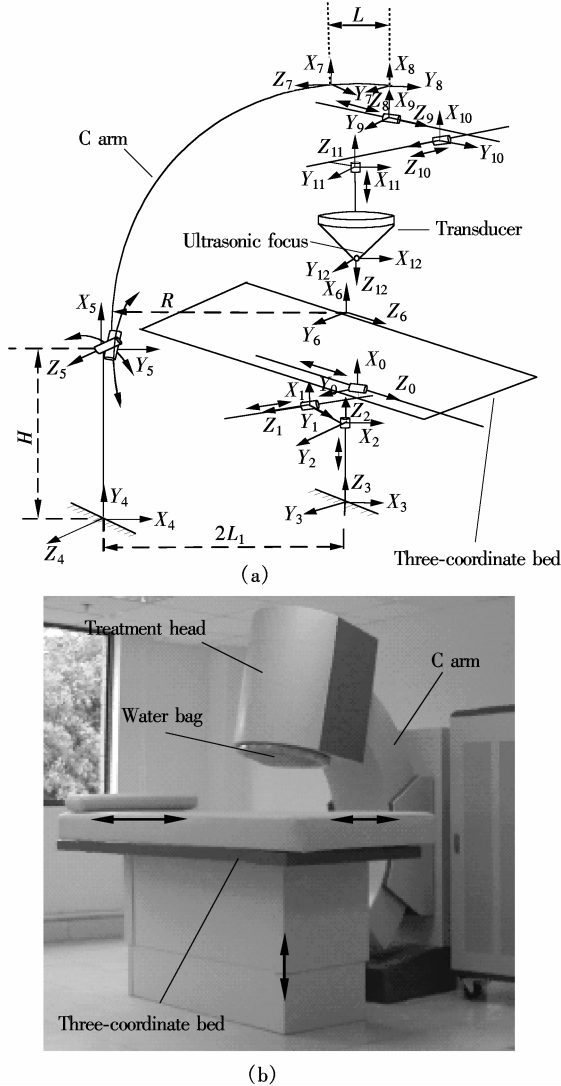 L
X7
X8
Z7
Y7
Z8
Y8
X9
Y9
Z9
X10
C arm
Z11
Z10
Y10
Y11
X11
Transducer
Ultrasonic focus
Y12
X12
Z12
X5
R
X6
Z6
Y6
Z5
Y5
X0
X1
Y0
Z0
Z1
Y1
Z2
X2
H
Y2
Y4
Z3
X4
Y3
X3
Z4
2L1
Three-coordinate bed
(a)
Treatment head
C arm
Water bag
Three-coordinate bed
(b)